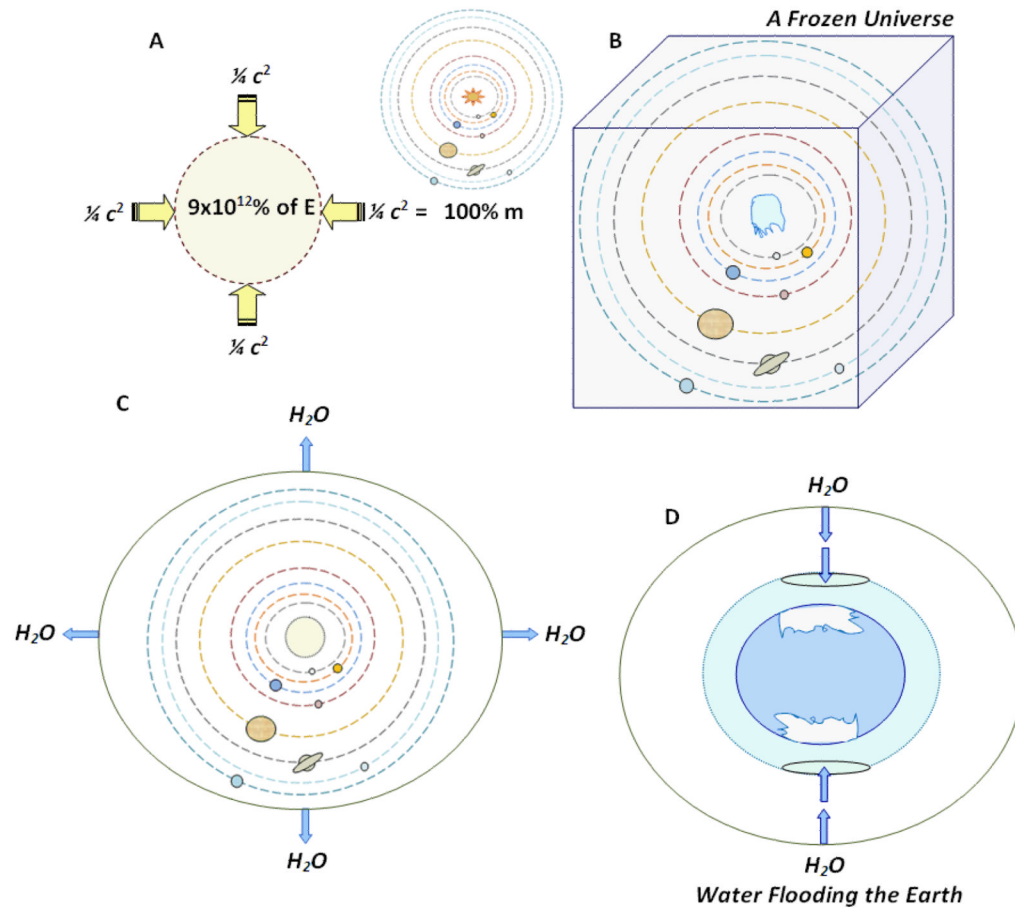 A
¼ c²
¼ c²
9x10¹²% of E
¼ c² = 100% m
¼ c²
A Frozen Universe
B
C
H₂O
H₂O
H₂O
H₂O
D
H₂O
H₂O
Water Flooding the Earth